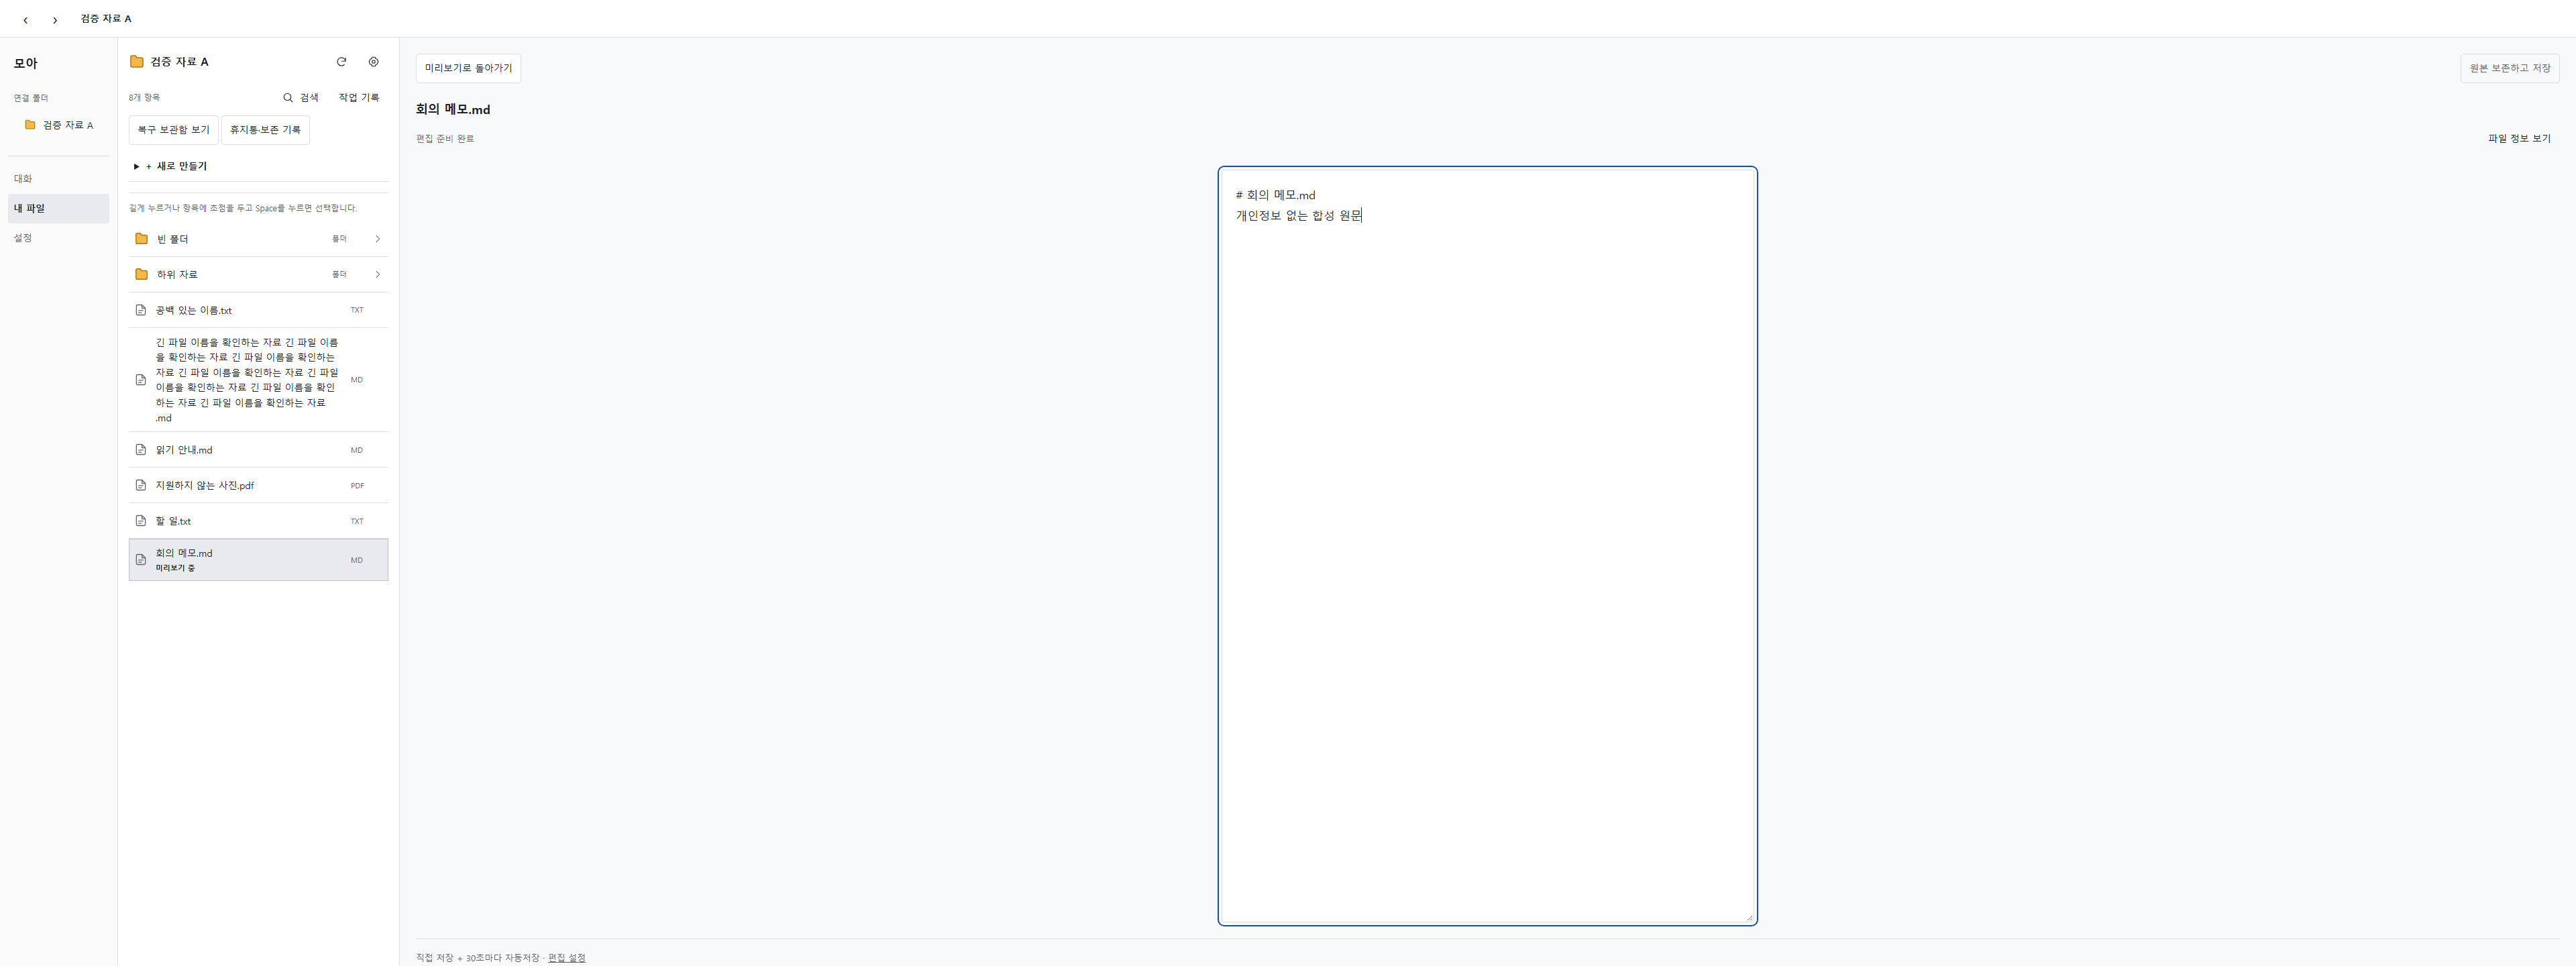 검증 자료 A
모아
연결 폴더
검증 자료 A
대화
내 파일
설정
검증 자료 A
8개 항목 검색 작업 기록
복구 보관함 보기 휴지통·보존 기록
▶ + 새로 만들기
길게 누르거나 항목에 초점을 두고 Space를 누르면 선택합니다.
빈 폴더 폴더
하위 자료 폴더
공백 있는 이름.txt TXT
긴 파일 이름을 확인하는 자료 긴 파일 이름
을 확인하는 자료 긴 파일 이름을 확인하는
자료 긴 파일 이름을 확인하는 자료 긴 파일
이름을 확인하는 자료 긴 파일 이름을 확인
하는 자료 긴 파일 이름을 확인하는 자료
.md
MD
읽기 안내.md MD
지원하지 않는 사진.pdf PDF
할 일.txt TXT
회의 메모.md MD
미리보기 중
미리보기로 돌아가기 원본 보존하고 저장
회의 메모.md
편집 준비 완료 파일 정보 보기
# 회의 메모.md
개인정보 없는 합성 원문
직접 저장 + 30초마다 자동저장 · 편집 설정